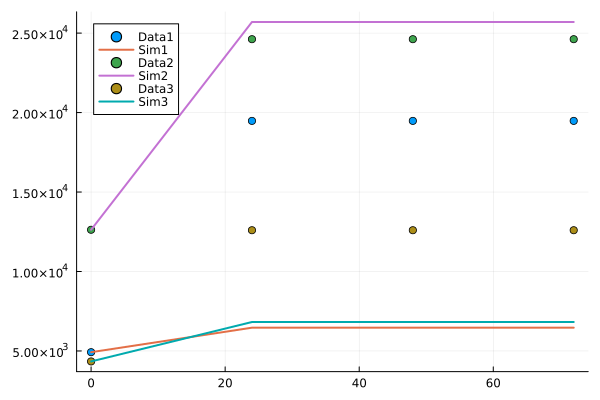 2.50×10⁴
2.00×10⁴
1.50×10⁴
1.00×10⁴
5.00×10³
Data1
Sim1
Data2
Sim2
Data3
Sim3
0 20 40 60